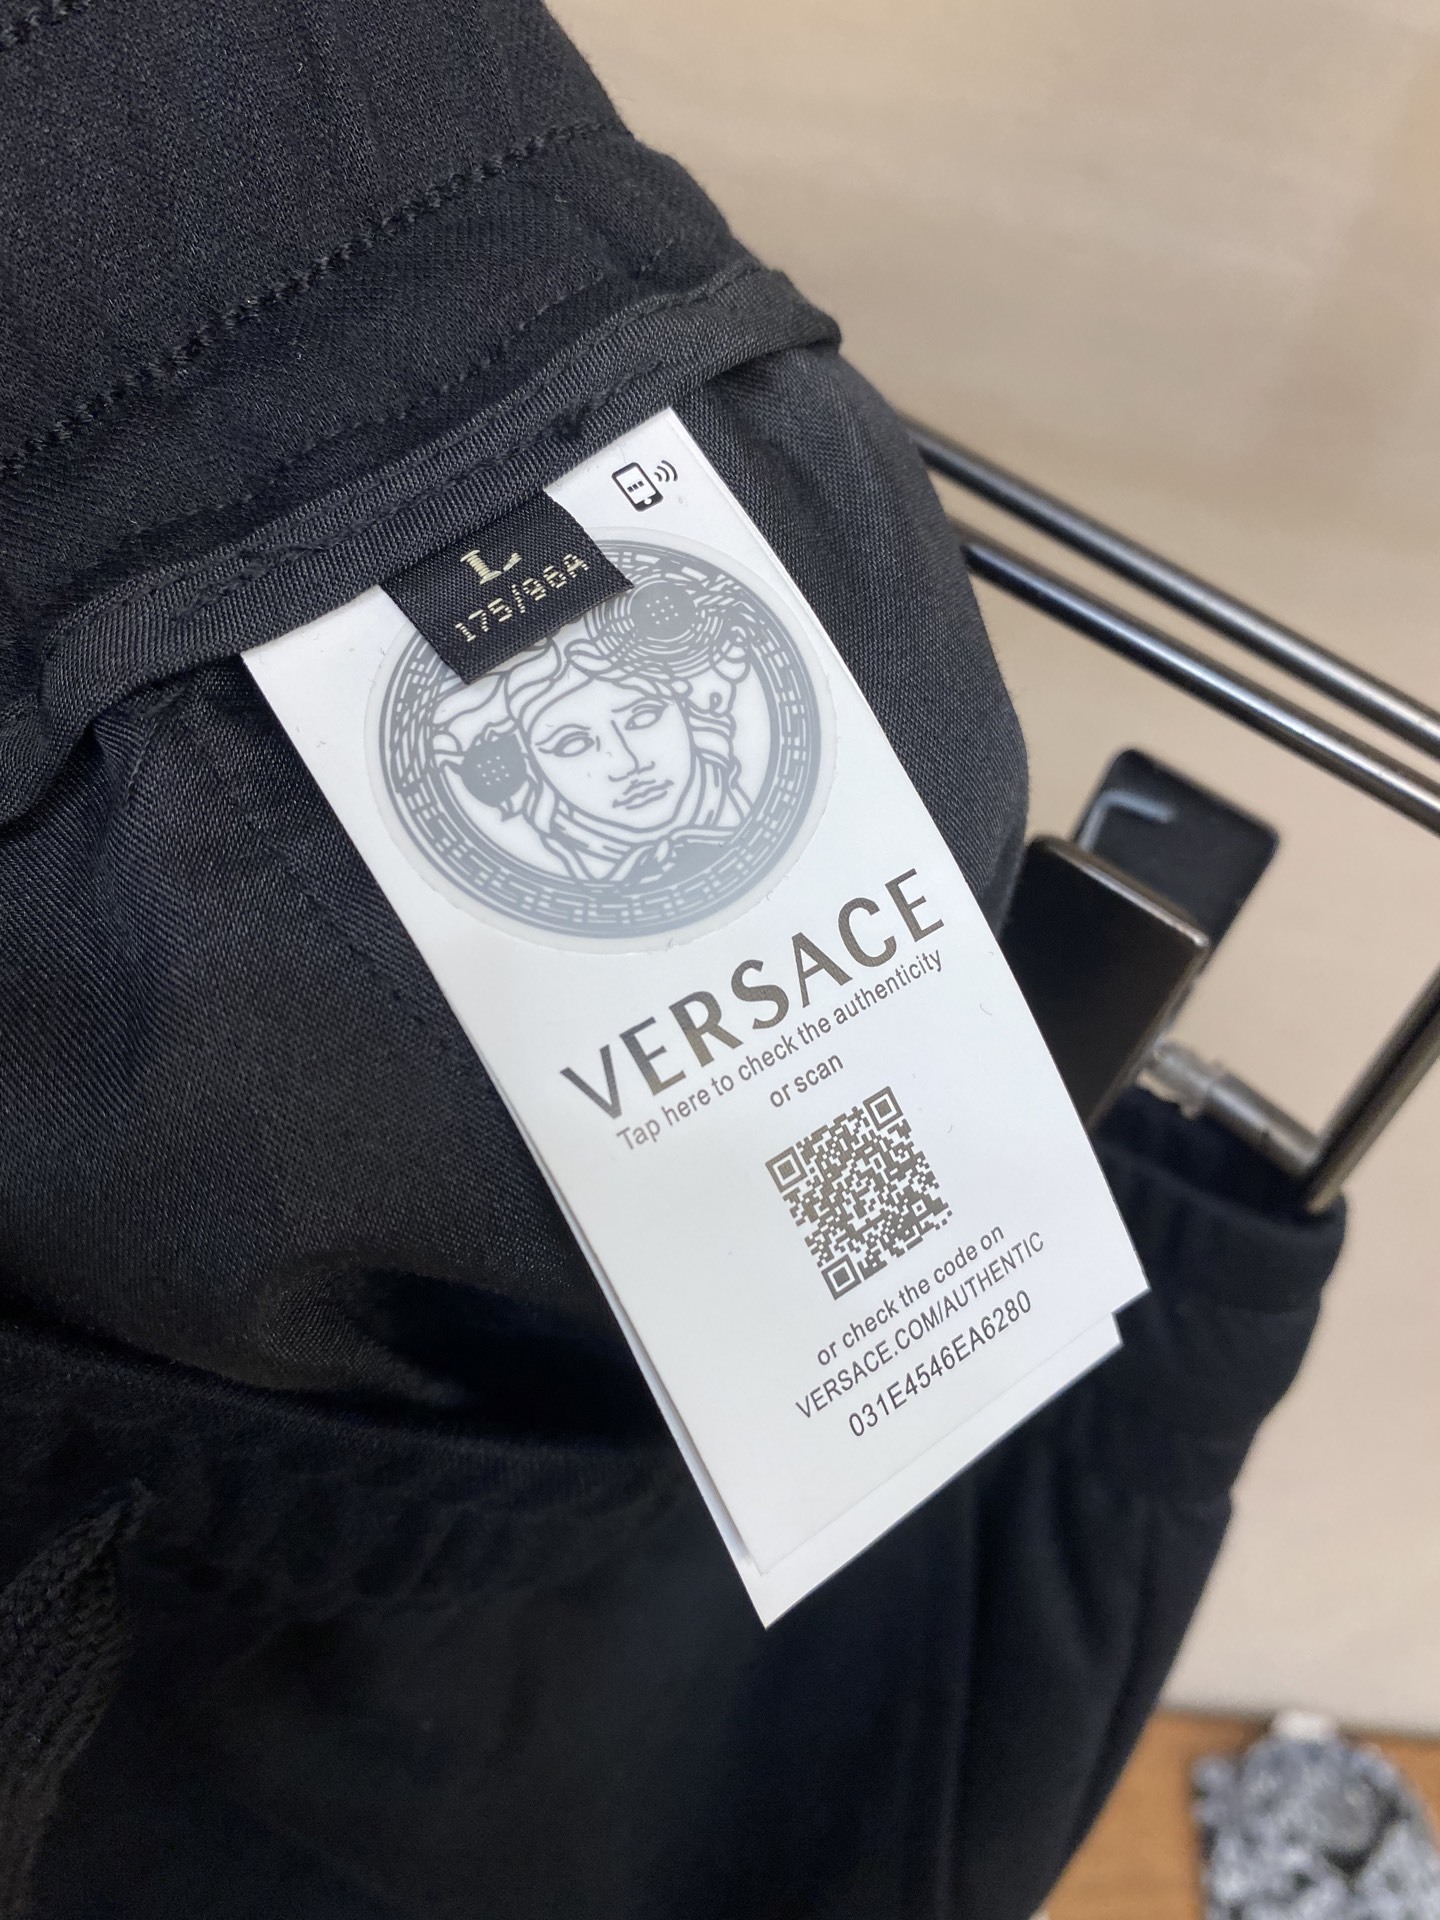 L
175/96A
VERSACE
Tap here to check the authenticity
or scan
or check the code on
VERSACE.COM/AUTHENTIC
031E4546EA6280